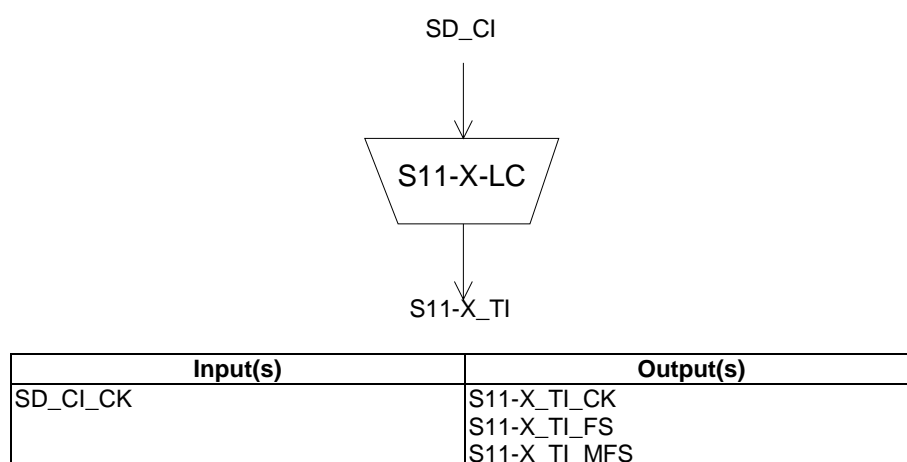 SD_CI
S11-X-LC
S11-X_TI
Input(s) Output(s)
SD_CI_CK S11-X_TI_CK
S11-X_TI_FS
S11-X_TI_MFS